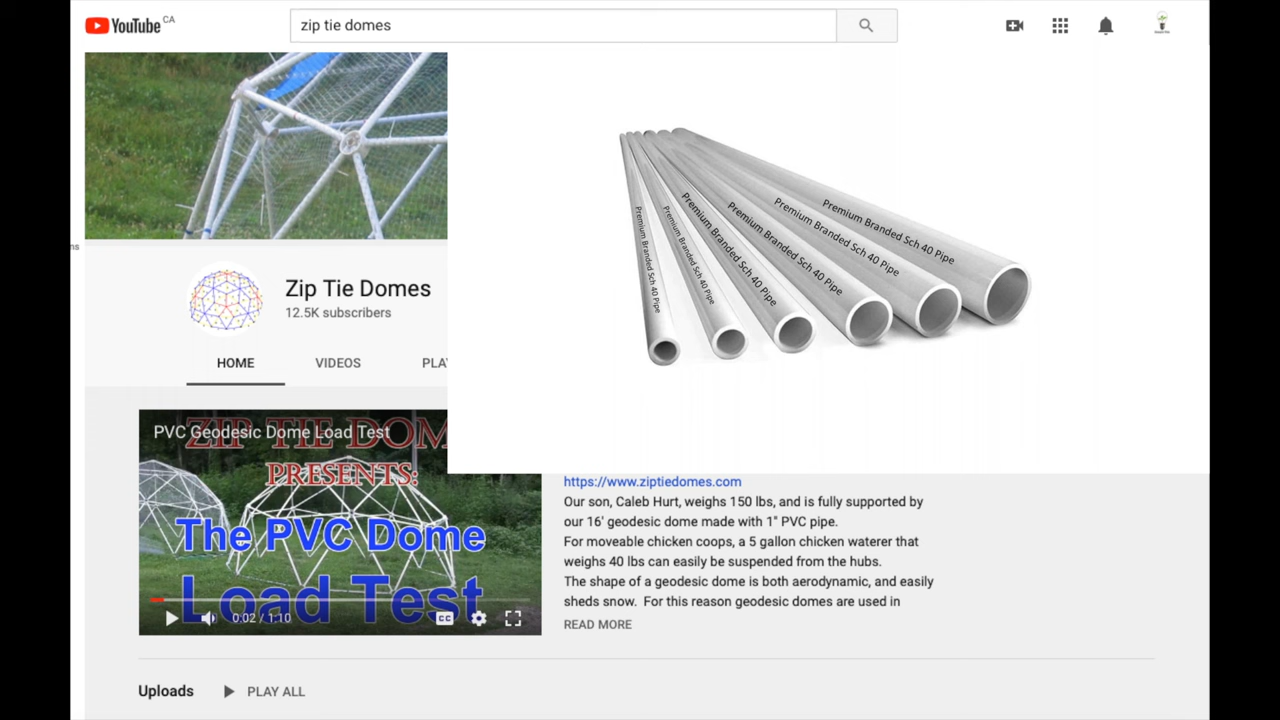 YouTube CA
zip tie domes
ns
Premium Branded Sch 40 Pipe
Premium Branded Sch 40 Pipe
Premium Branded Sch 40 Pipe
Premium Branded Sch 40 Pipe
Premium Branded Sch 40 Pipe
Premium Branded Sch 40 Pipe
Zip Tie Domes
12.5K subscribers
HOME VIDEOS PLA
PVC Geodesic Dome Load Test
ZIP TIE DOM
PRESENTS:
The PVC Dome
Load Test
0:02 / 1:10
CC
https://www.ziptiedomes.com
Our son, Caleb Hurt, weighs 150 lbs, and is fully supported by
our 16' geodesic dome made with 1" PVC pipe.
For moveable chicken coops, a 5 gallon chicken waterer that
weighs 40 lbs can easily be suspended from the hubs.
The shape of a geodesic dome is both aerodynamic, and easily
sheds snow. For this reason geodesic domes are used in
READ MORE
Uploads PLAY ALL